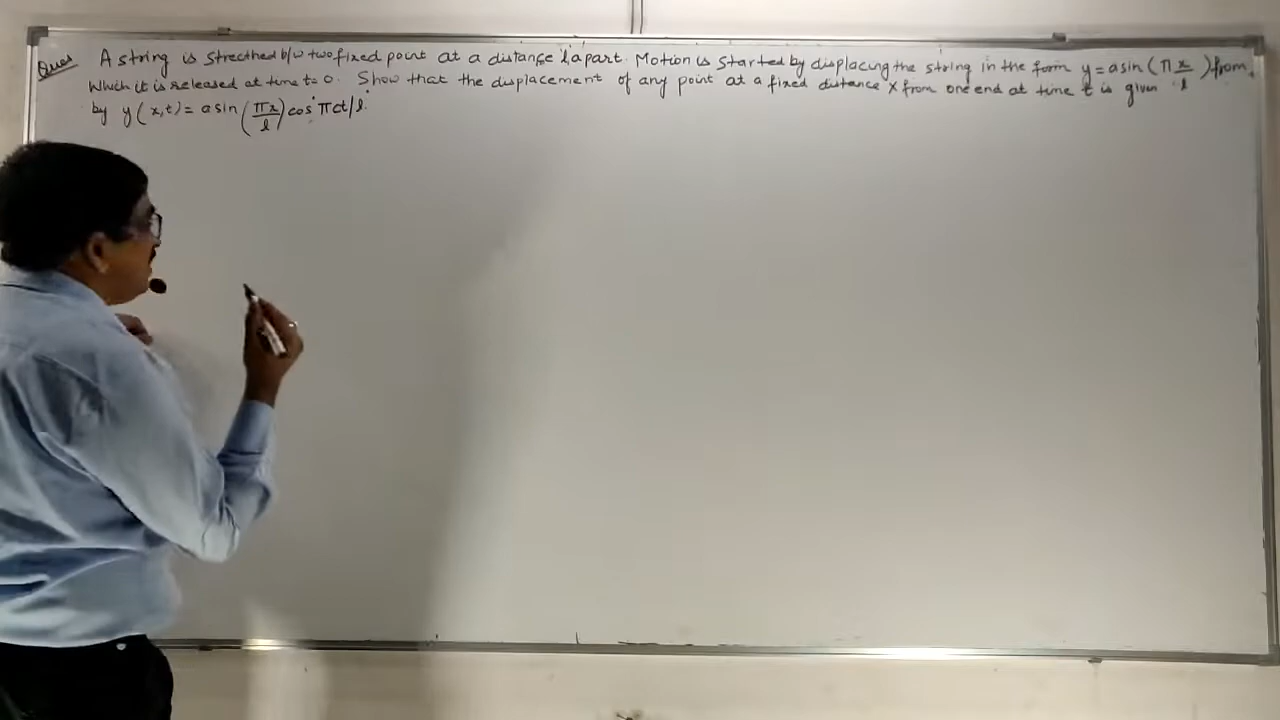 Ques A string is strecthed b/w two fixed point at a distance l apart. Motion is started by displacing the string in the form y = a sin(πx/l) from
Which it is released at time t=0. Show that the displacement of any point at a fixed distance x from one end at time t is given
by y(x,t) = a sin(πx/l) cos πct/l.